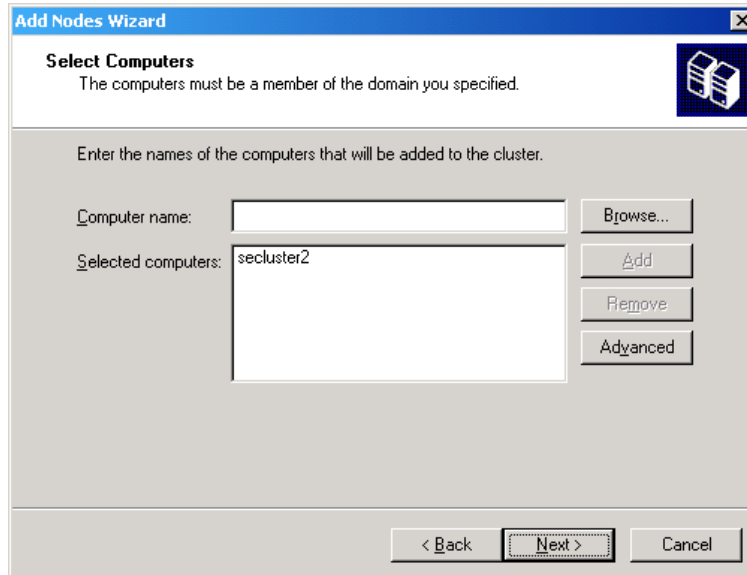 Add Nodes Wizard
Select Computers
The computers must be a member of the domain you specified.
Enter the names of the computers that will be added to the cluster.
Computer name:
Browse...
Selected computers:
secluster2
Add
Remove
Advanced
< Back
Next >
Cancel